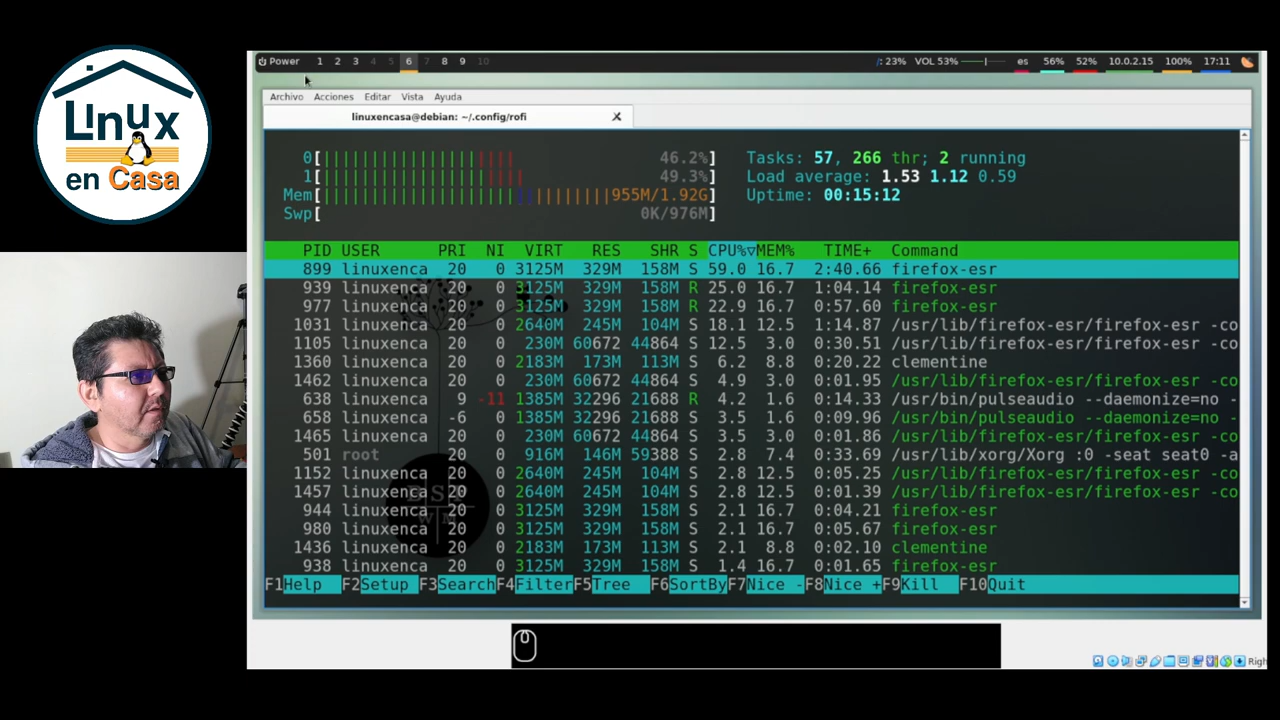 Linux
en Casa
Power 1 2 3 4 5 6 7 8 9 10 /: 23% VOL 53% es 56% 52% 10.0.2.15 100% 17:11
Archivo Acciones Editar Vista Ayuda
linuxencasa@debian: ~/.config/rofi X
0[|||||||||||||||||||||||| 46.2%] Tasks: 57, 266 thr; 2 running
1[||||||||||||||||||||||||| 49.3%] Load average: 1.53 1.12 0.59
Mem[||||||||||||||||||||||||||||||||||955M/1.92G] Uptime: 00:15:12
Swp[ 0K/976M]
PID USER PRI NI VIRT RES SHR S CPU%▽MEM% TIME+ Command
899 linuxenca 20 0 3125M 329M 158M S 59.0 16.7 2:40.66 firefox-esr
939 linuxenca 20 0 3125M 329M 158M R 25.0 16.7 1:04.14 firefox-esr
977 linuxenca 20 0 3125M 329M 158M R 22.9 16.7 0:57.60 firefox-esr
1031 linuxenca 20 0 2640M 245M 104M S 18.1 12.5 1:14.87 /usr/lib/firefox-esr/firefox-esr -co
1105 linuxenca 20 0 230M 60672 44864 S 12.5 3.0 0:30.51 /usr/lib/firefox-esr/firefox-esr -co
1360 linuxenca 20 0 2183M 173M 113M S 6.2 8.8 0:20.22 clementine
1462 linuxenca 20 0 230M 60672 44864 S 4.9 3.0 0:01.95 /usr/lib/firefox-esr/firefox-esr -co
638 linuxenca 9 -11 1385M 32296 21688 R 4.2 1.6 0:14.33 /usr/bin/pulseaudio --daemonize=no -
658 linuxenca -6 0 1385M 32296 21688 S 3.5 1.6 0:09.96 /usr/bin/pulseaudio --daemonize=no -
1465 linuxenca 20 0 230M 60672 44864 S 3.5 3.0 0:01.86 /usr/lib/firefox-esr/firefox-esr -co
501 root 20 0 916M 146M 59388 S 2.8 7.4 0:33.69 /usr/lib/xorg/Xorg :0 -seat seat0 -a
1152 linuxenca 20 0 2640M 245M 104M S 2.8 12.5 0:05.25 /usr/lib/firefox-esr/firefox-esr -co
1457 linuxenca 20 0 2640M 245M 104M S 2.8 12.5 0:01.39 /usr/lib/firefox-esr/firefox-esr -co
944 linuxenca 20 0 3125M 329M 158M S 2.1 16.7 0:04.21 firefox-esr
980 linuxenca 20 0 3125M 329M 158M S 2.1 16.7 0:05.67 firefox-esr
1436 linuxenca 20 0 2183M 173M 113M S 2.1 8.8 0:02.10 clementine
938 linuxenca 20 0 3125M 329M 158M S 1.4 16.7 0:01.65 firefox-esr
F1Help F2Setup F3Search F4Filter F5Tree F6SortBy F7Nice - F8Nice + F9Kill F10Quit
Righ